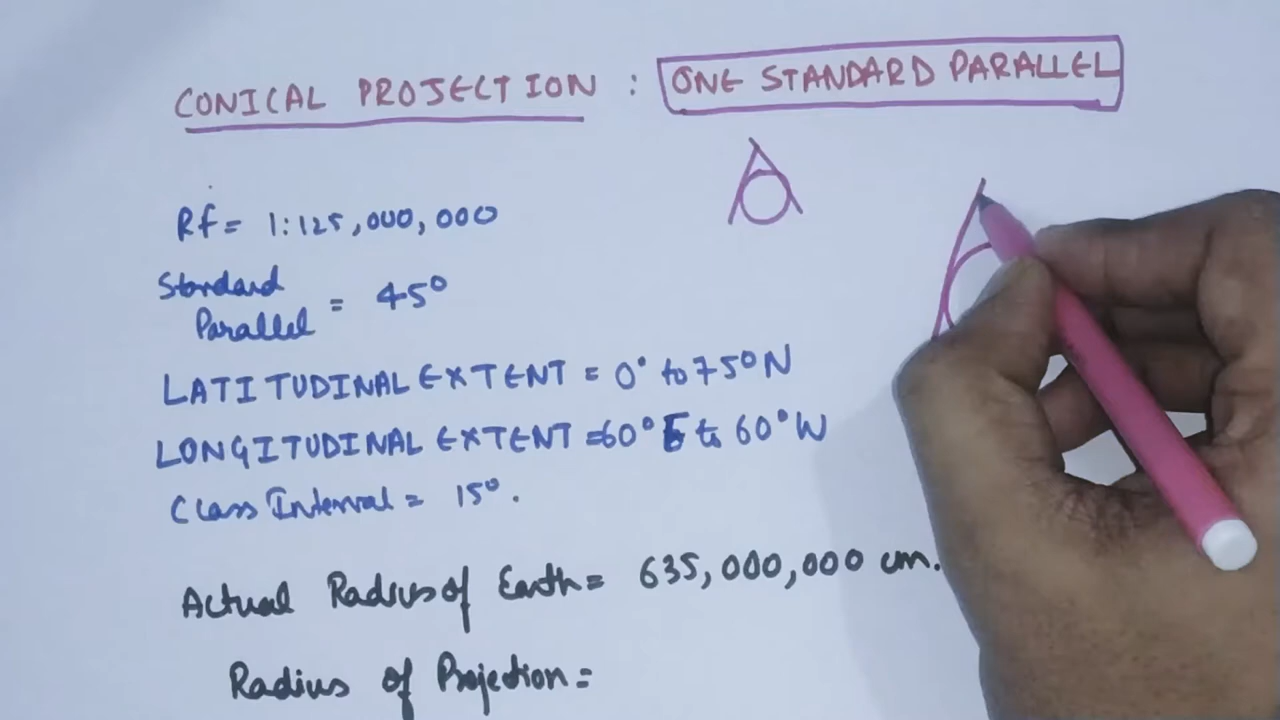 CONICAL PROJECTION : ONE STANDARD PARALLEL
Rf = 1:125,000,000
Standard
Parallel = 45°
LATITUDINAL EXTENT = 0° to 75°N
LONGITUDINAL EXTENT = 60° E to 60° W
Class Interval = 15°.
Actual Radius of Earth = 635,000,000 cm.
Radius of Projection =